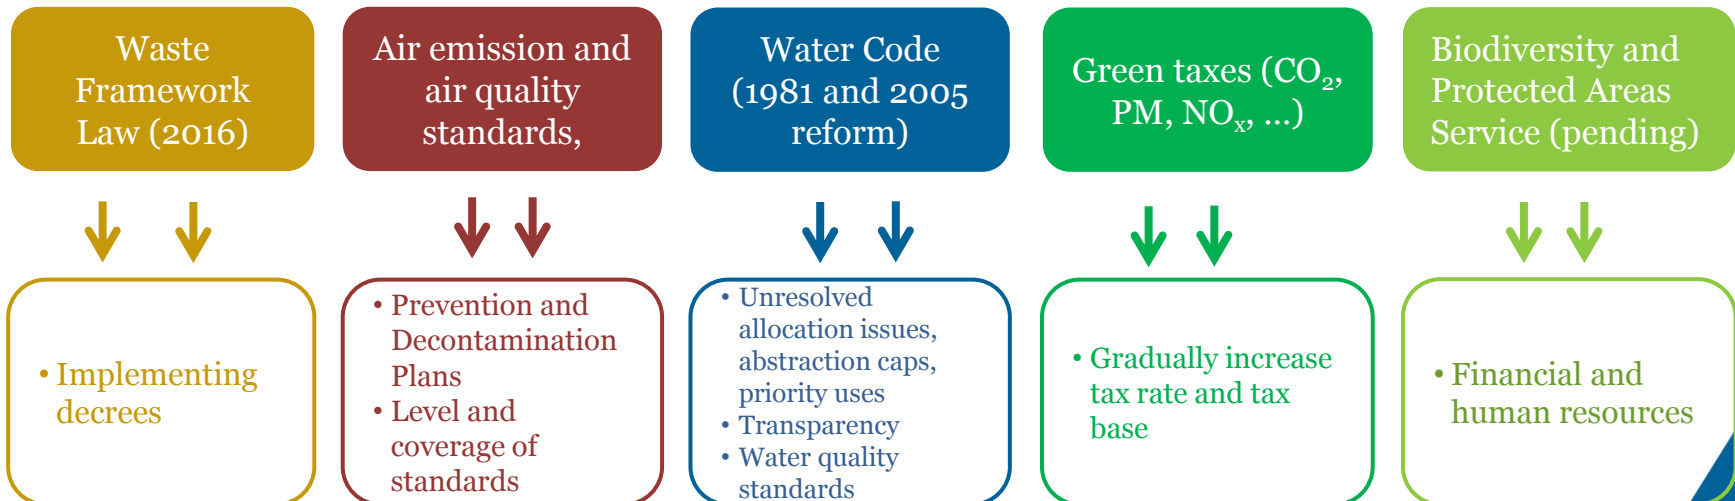 Waste
Framework
Law (2016)
Air emission and
air quality
standards,
Water Code
(1981 and 2005
reform)
Green taxes (CO₂,
PM, NOₓ, ...)
Biodiversity and
Protected Areas
Service (pending)
• Implementing
decrees
• Prevention and
Decontamination
Plans
• Level and
coverage of
standards
• Unresolved
allocation issues,
abstraction caps,
priority uses
• Transparency
• Water quality
standards
• Gradually increase
tax rate and tax
base
• Financial and
human resources